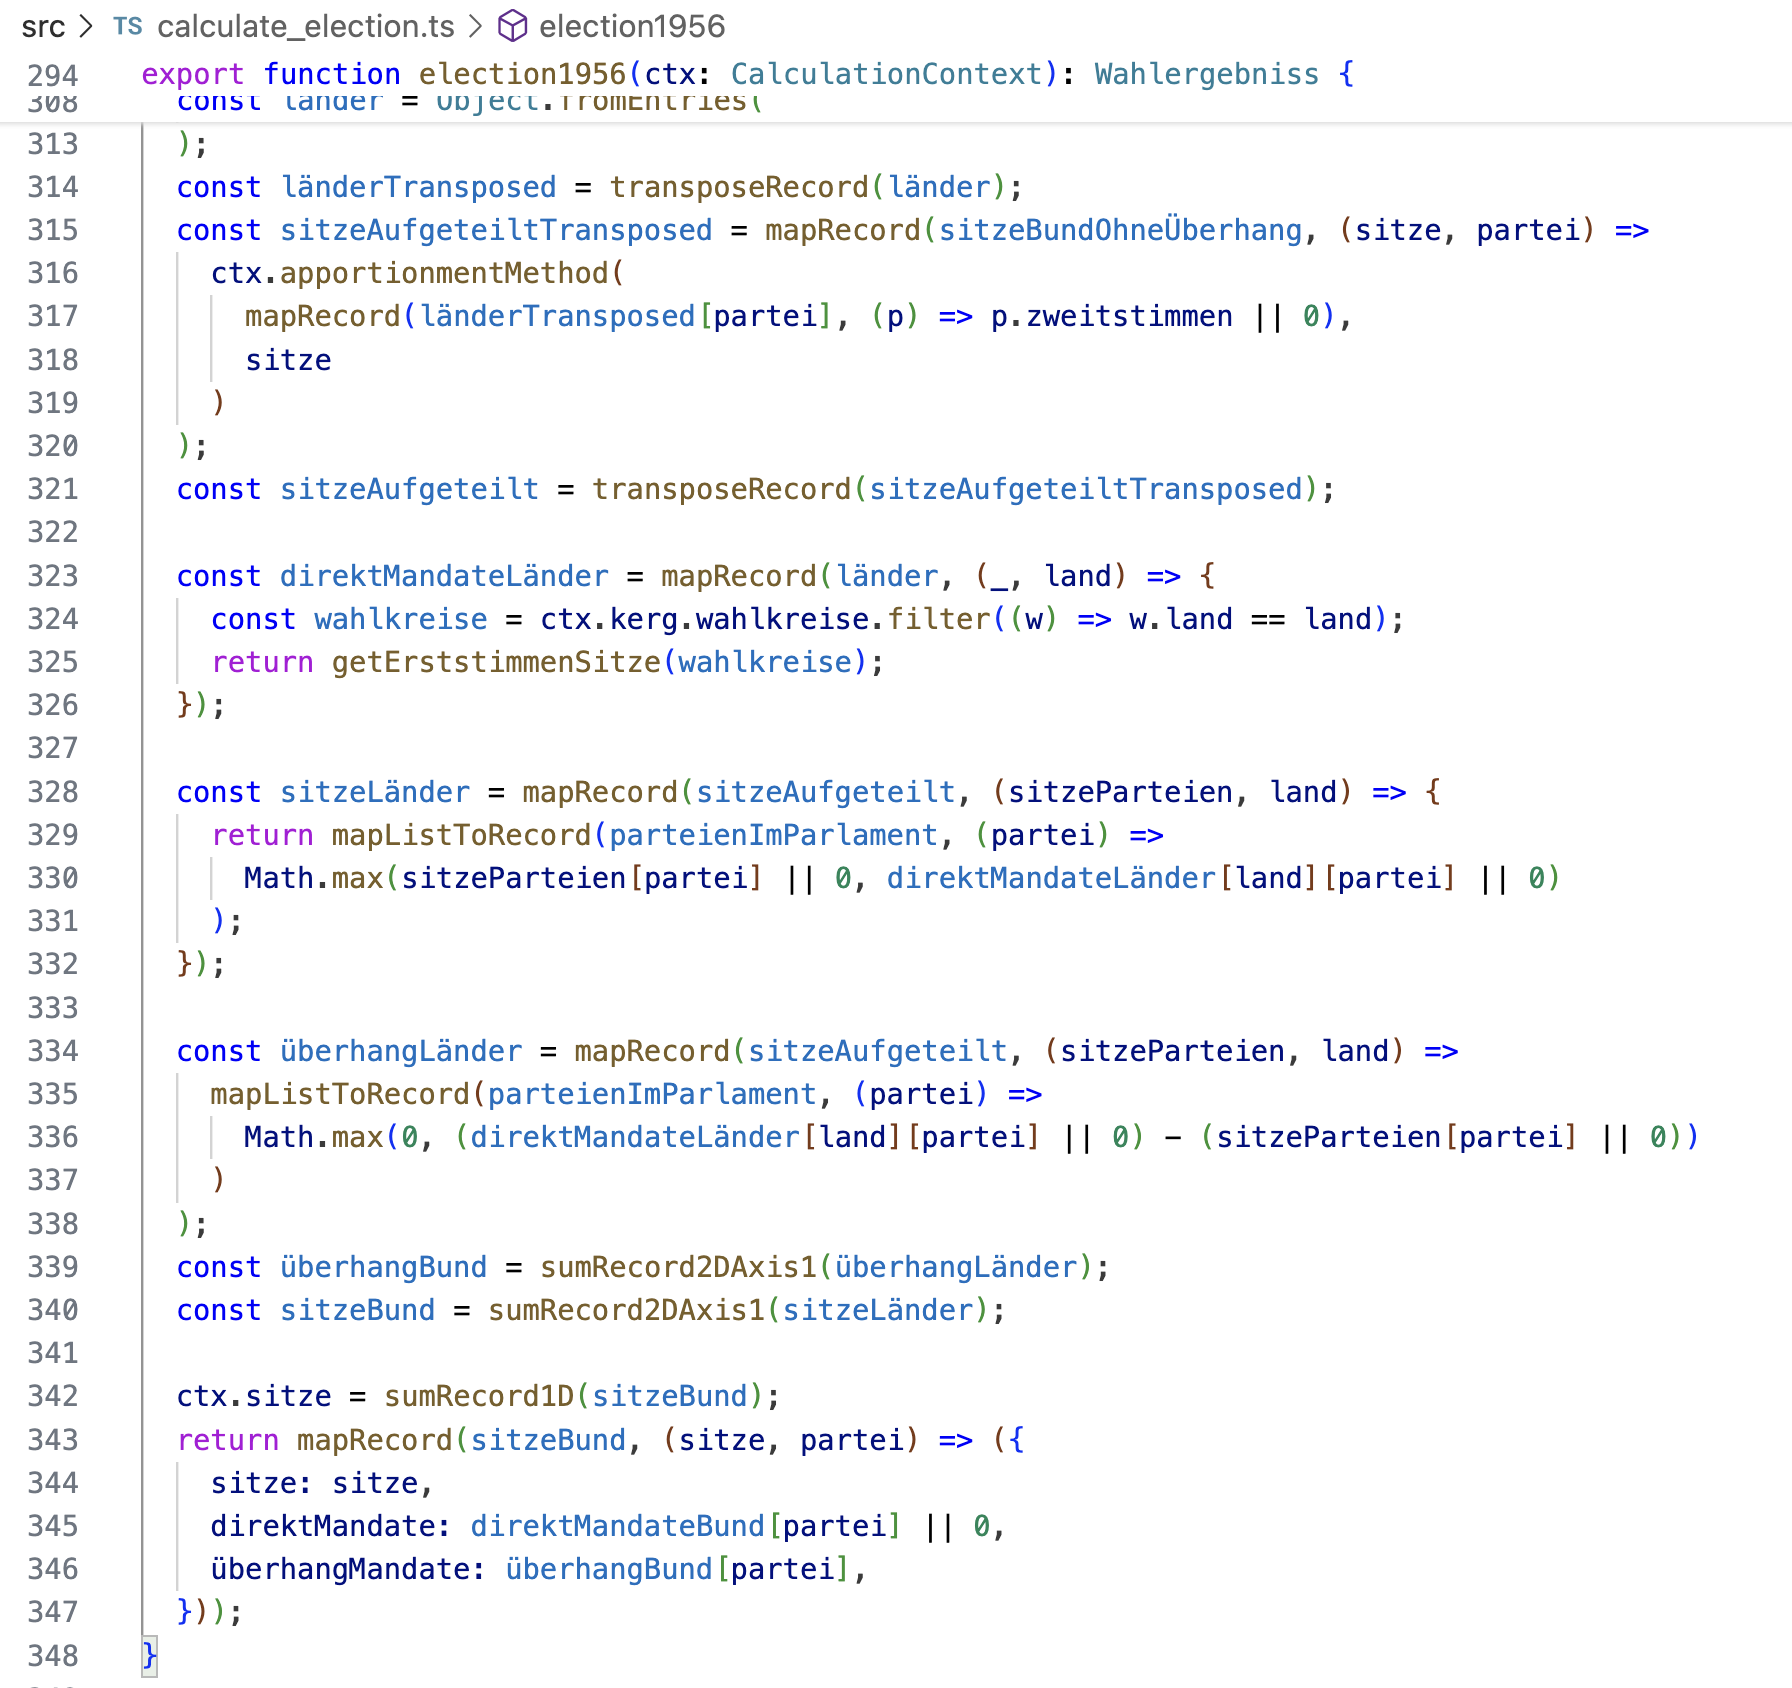 src > TS calculate_election.ts > election1956
294 export function election1956(ctx: CalculationContext): Wahlergebniss {
308 const länder = Object.fromEntries(
313 );
314 const länderTransposed = transposeRecord(länder);
315 const sitzeAufgeteiltTransposed = mapRecord(sitzeBundOhneÜberhang, (sitze, partei) =>
316 ctx.apportionmentMethod(
317 mapRecord(länderTransposed[partei], (p) => p.zweitstimmen || 0),
318 sitze
319 )
320 );
321 const sitzeAufgeteilt = transposeRecord(sitzeAufgeteiltTransposed);
322
323 const direktMandateLänder = mapRecord(länder, (_, land) => {
324 const wahlkreise = ctx.kerg.wahlkreise.filter((w) => w.land == land);
325 return getErststimmenSitze(wahlkreise);
326 });
327
328 const sitzeLänder = mapRecord(sitzeAufgeteilt, (sitzeParteien, land) => {
329 return mapListToRecord(parteienImParlament, (partei) =>
330 Math.max(sitzeParteien[partei] || 0, direktMandateLänder[land][partei] || 0)
331 );
332 });
333
334 const überhangLänder = mapRecord(sitzeAufgeteilt, (sitzeParteien, land) =>
335 mapListToRecord(parteienImParlament, (partei) =>
336 Math.max(0, (direktMandateLänder[land][partei] || 0) - (sitzeParteien[partei] || 0))
337 )
338 );
339 const überhangBund = sumRecord2DAxis1(überhangLänder);
340 const sitzeBund = sumRecord2DAxis1(sitzeLänder);
341
342 ctx.sitze = sumRecord1D(sitzeBund);
343 return mapRecord(sitzeBund, (sitze, partei) => ({
344 sitze: sitze,
345 direktMandate: direktMandateBund[partei] || 0,
346 überhangMandate: überhangBund[partei],
347 }));
348 }